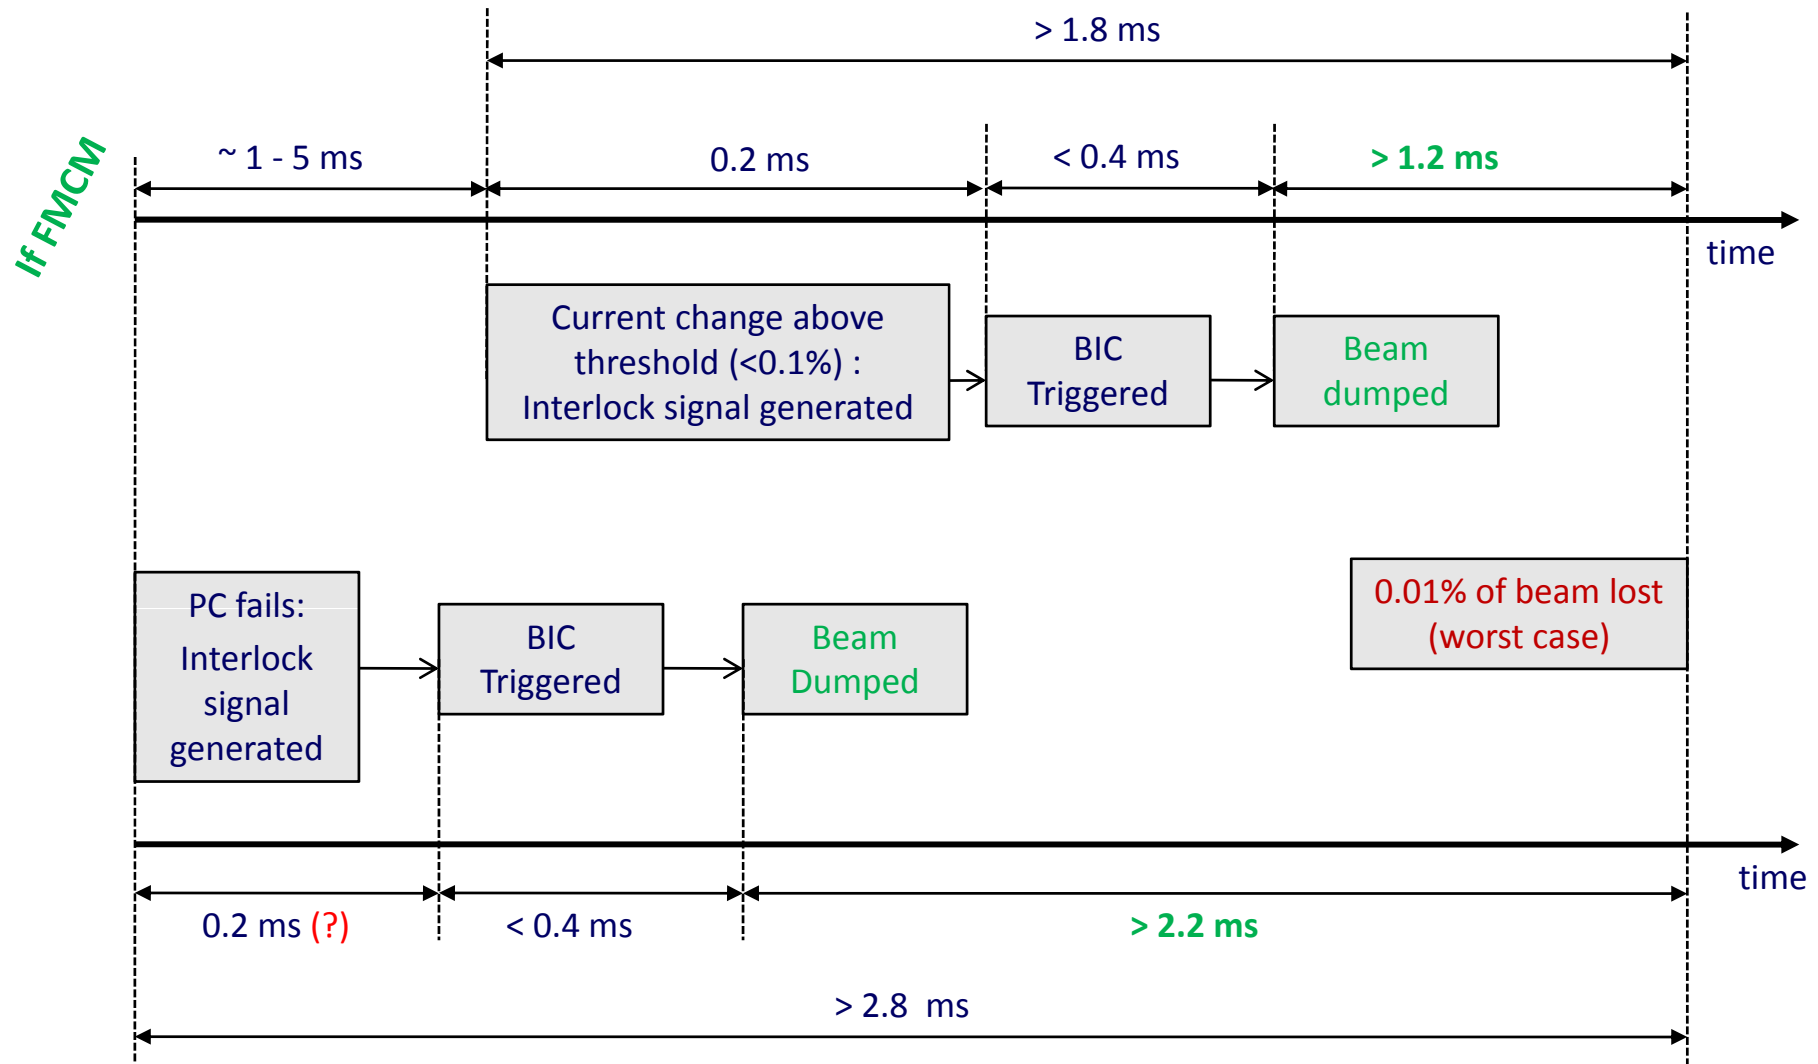 > 1.8 ms
If FMCM
~ 1 - 5 ms
0.2 ms
< 0.4 ms
> 1.2 ms
time
Current change above
threshold (<0.1%) :
Interlock signal generated
BIC
Triggered
Beam
dumped
PC fails:
Interlock
signal
generated
BIC
Triggered
Beam
Dumped
0.01% of beam lost
(worst case)
time
0.2 ms (?)
< 0.4 ms
> 2.2 ms
> 2.8 ms